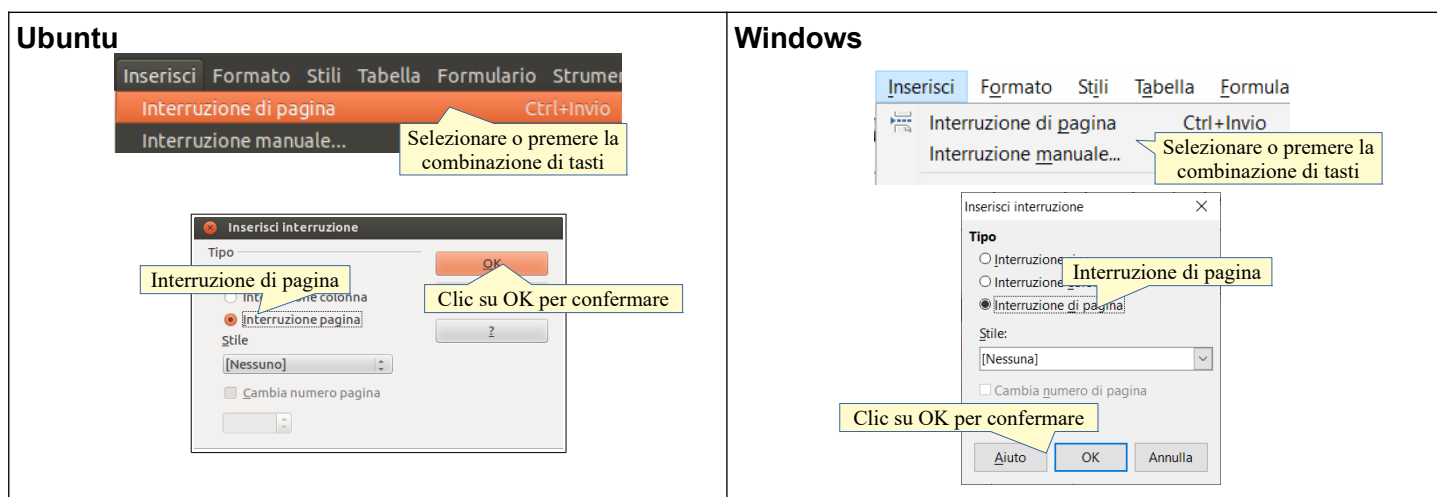 Ubuntu
Inserisci Formato Stili Tabella Formulario Strume
Interruzione di pagina Ctrl+Invio
Interruzione manuale...
Selezionare o premere la
combinazione di tasti
Inserisci interruzione
Tipo
OK
Interruzione di pagina
Clic su OK per confermare
colonna
Interruzione pagina
?
Stile
[Nessuno]
Cambia numero pagina
Windows
Inserisci Formato Stili Tabella Formula
Interruzione di pagina Ctrl+Invio
Interruzione manuale...
Selezionare o premere la
combinazione di tasti
Inserisci interruzione
Tipo
Interruzione
Interruzione di pagina
Interruzione
Interruzione di pagina
Stile:
[Nessuna]
Cambia numero di pagina
Clic su OK per confermare
Aiuto OK Annulla